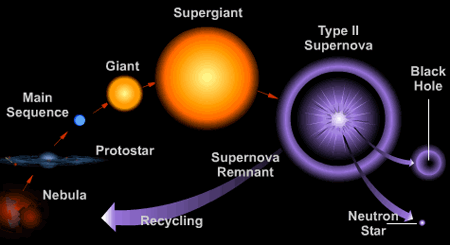 Supergiant
Type II
Supernova
Giant
Black
Hole
Main
Sequence
Protostar
Supernova
Remnant
Nebula
Recycling
Neutron
Star